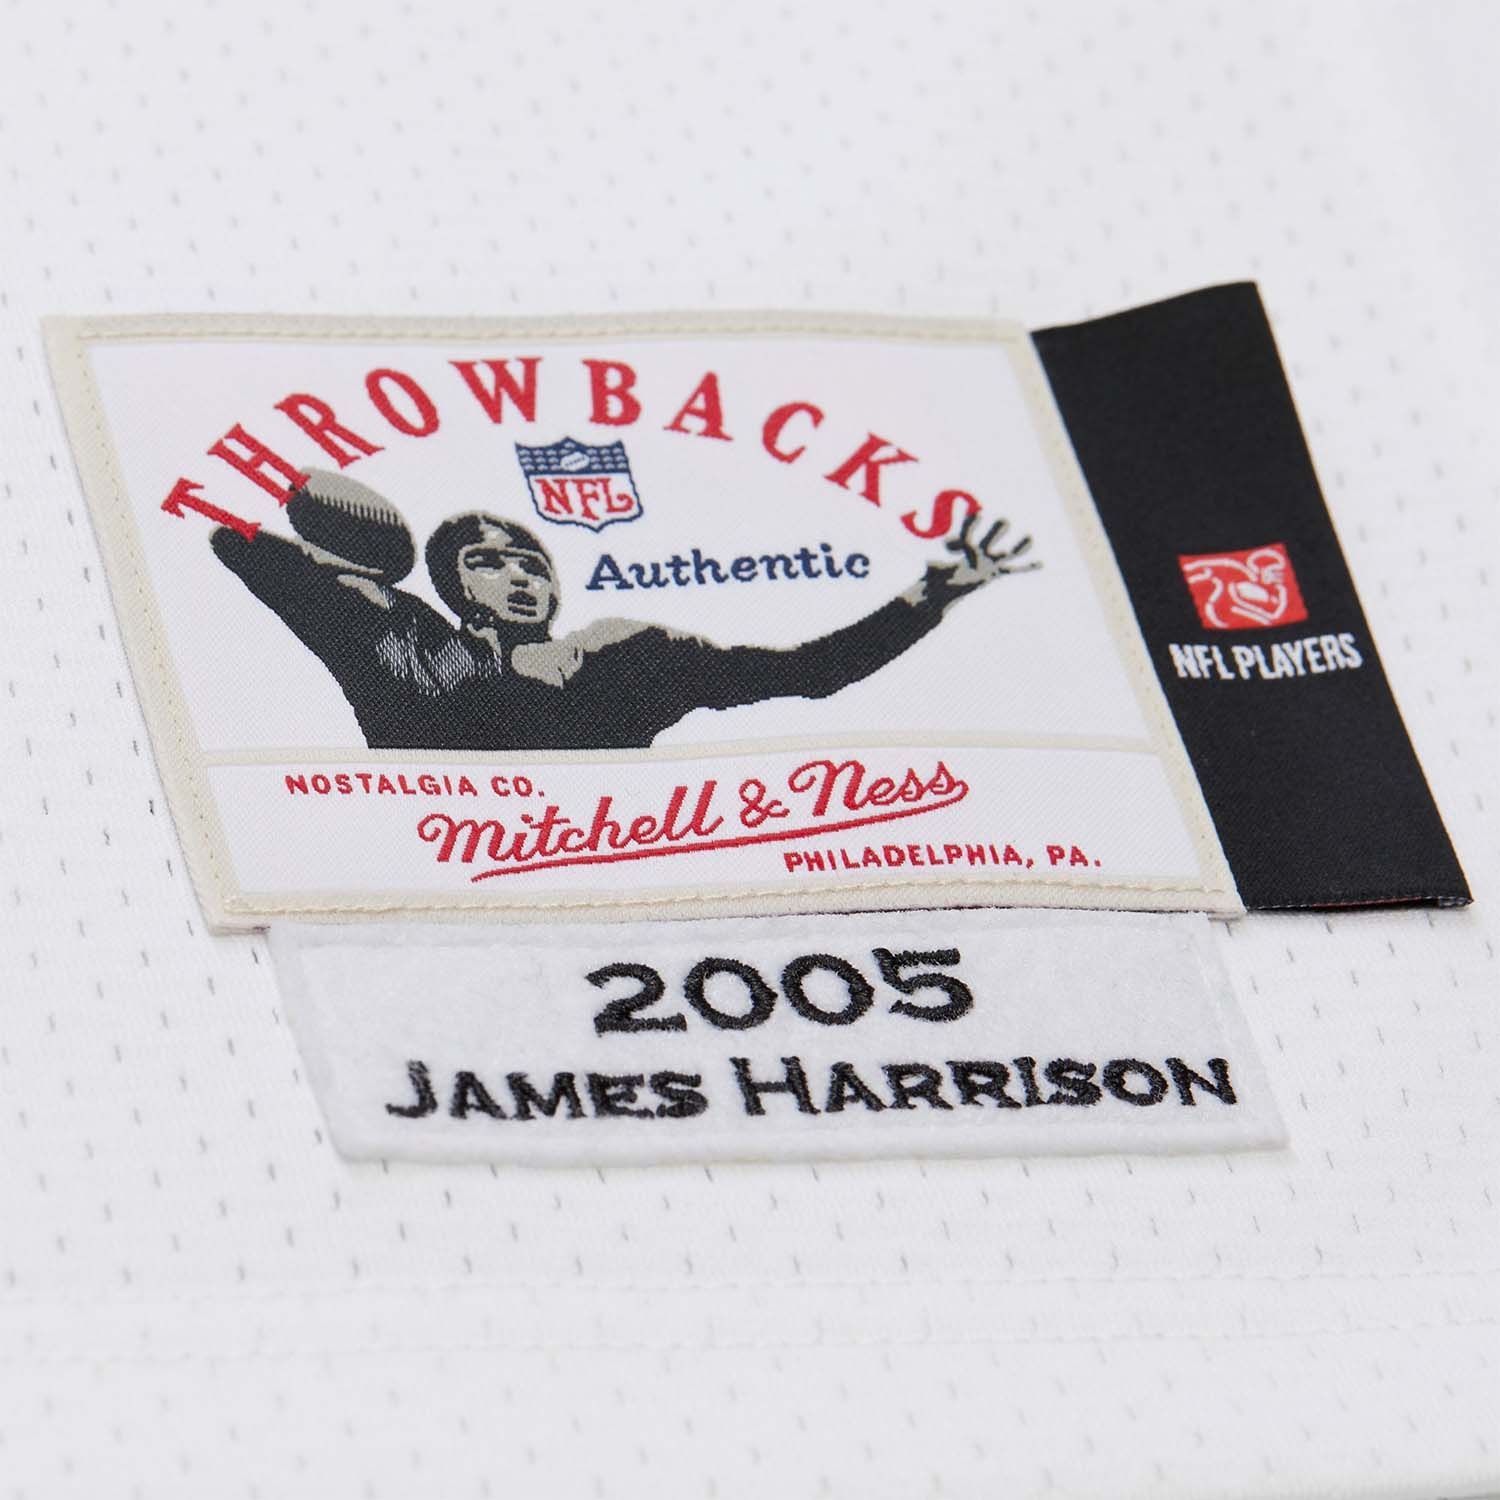 THROWBACKS
NFL
Authentic
NOSTALGIA CO.
Mitchell & Ness
PHILADELPHIA, PA.
NFL PLAYERS
2005
JAMES HARRISON